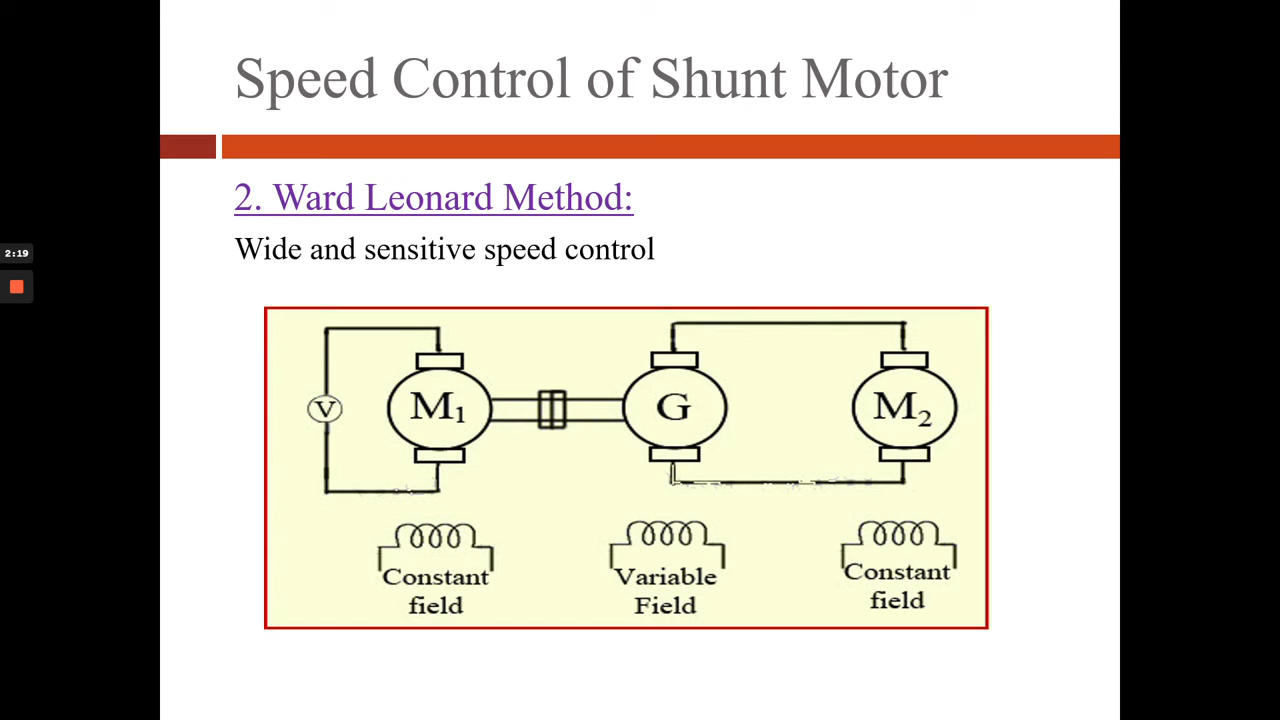 Speed Control of Shunt Motor
2. Ward Leonard Method:
2:19
Wide and sensitive speed control
V
M₁
G
M₂
Constant
field
Variable
Field
Constant
field